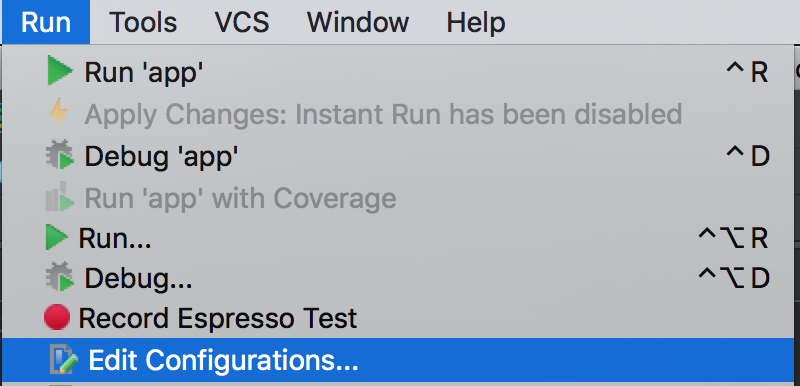 Run Tools VCS Window Help
Run 'app' ⌃R
Apply Changes: Instant Run has been disabled
Debug 'app' ⌃D
Run 'app' with Coverage
Run... ⌃⌥R
Debug... ⌃⌥D
Record Espresso Test
Edit Configurations...